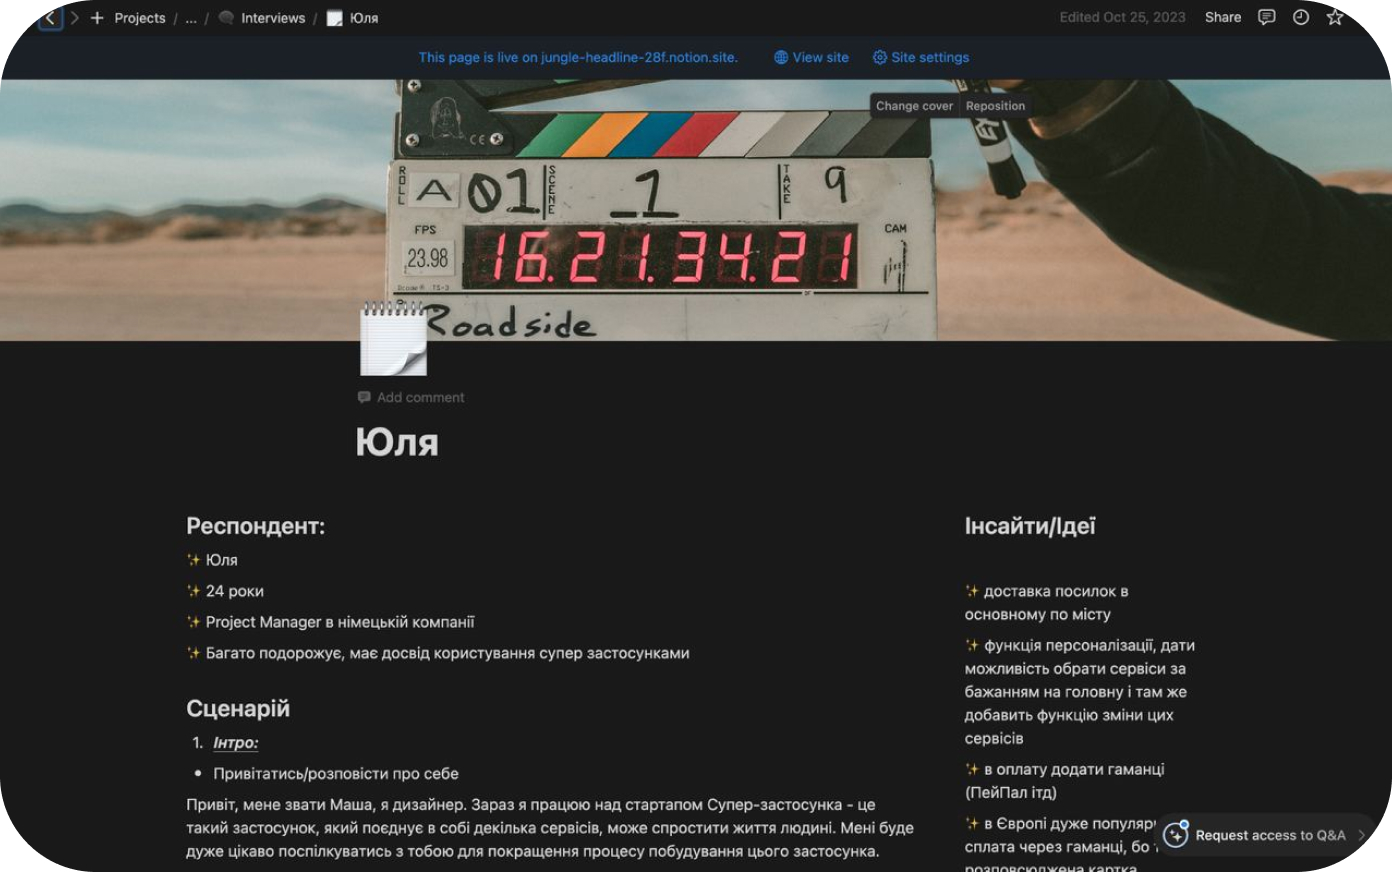 Projects / ... / Interviews / Юля
Edited Oct 25, 2023 Share
This page is live on jungle-headline-28f.notion.site. View site Site settings
Change cover Reposition
ROLL A 01 SCENE 1 TAKE 9
FPS
23.98
16.21.34.21
CAM
Roadside
Add comment
Юля
Респондент:
✨ Юля
✨ 24 роки
✨ Project Manager в німецькій компанії
✨ Багато подорожує, має досвід користування супер застосунками
Сценарій
1. Інтро:
• Привітатись/розповісти про себе
Привіт, мене звати Маша, я дизайнер. Зараз я працюю над стартапом Супер-застосунка - це
такий застосунок, який поєднує в собі декілька сервісів, може спростити життя людині. Мені буде
дуже цікаво поспілкуватись з тобою для покращення процесу побудування цього застосунка.
Інсайти/Ідеї
✨ доставка посилок в
основному по місту
✨ функція персоналізації, дати
можливість обрати сервіси за
бажанням на головну і там же
добавить функцію зміни цих
сервісів
✨ в оплату додати гаманці
(ПейПал ітд)
✨ в Європі дуже
сплата через гаманці, бо
розповсюджена картка
Request access to Q&A